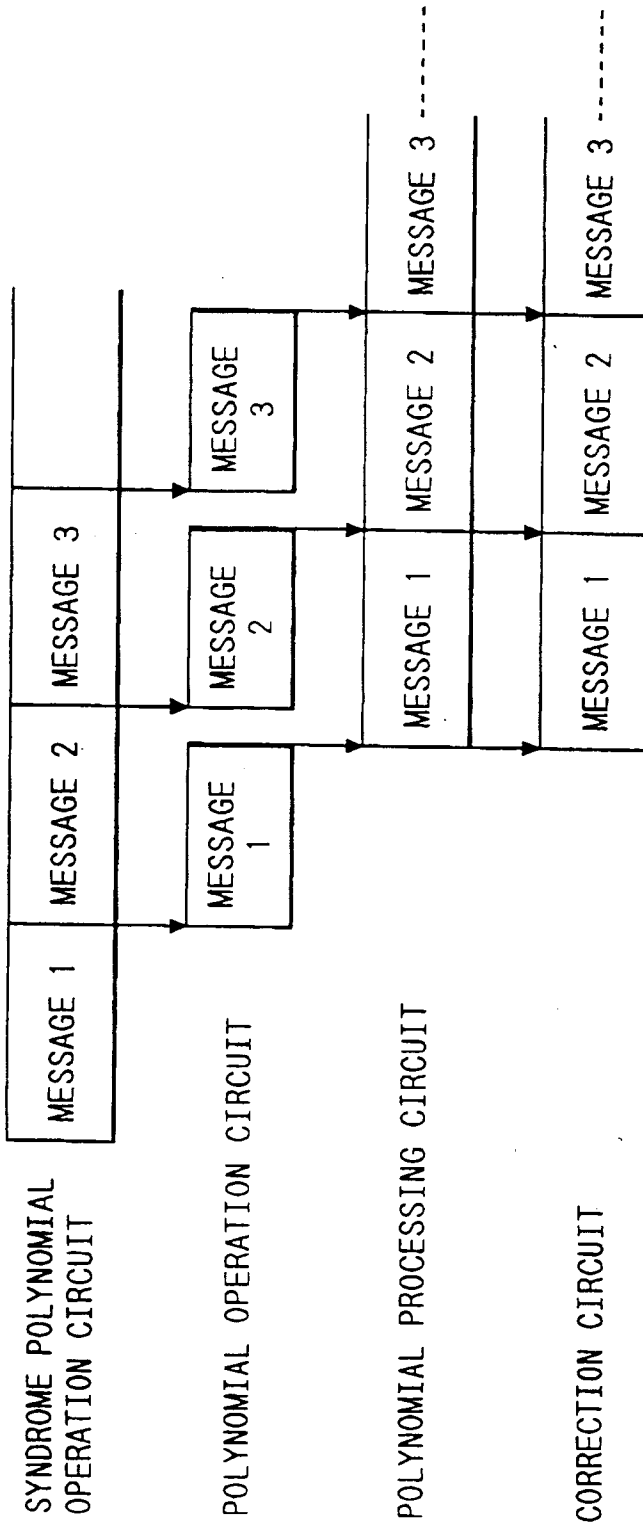 SYNDROME POLYNOMIAL
OPERATION CIRCUIT
MESSAGE 1
MESSAGE 2
MESSAGE 3
POLYNOMIAL OPERATION CIRCUIT
MESSAGE
1
MESSAGE
2
MESSAGE
3
POLYNOMIAL PROCESSING CIRCUIT
MESSAGE 1
MESSAGE 2
MESSAGE 3
CORRECTION CIRCUIT
MESSAGE 1
MESSAGE 2
MESSAGE 3